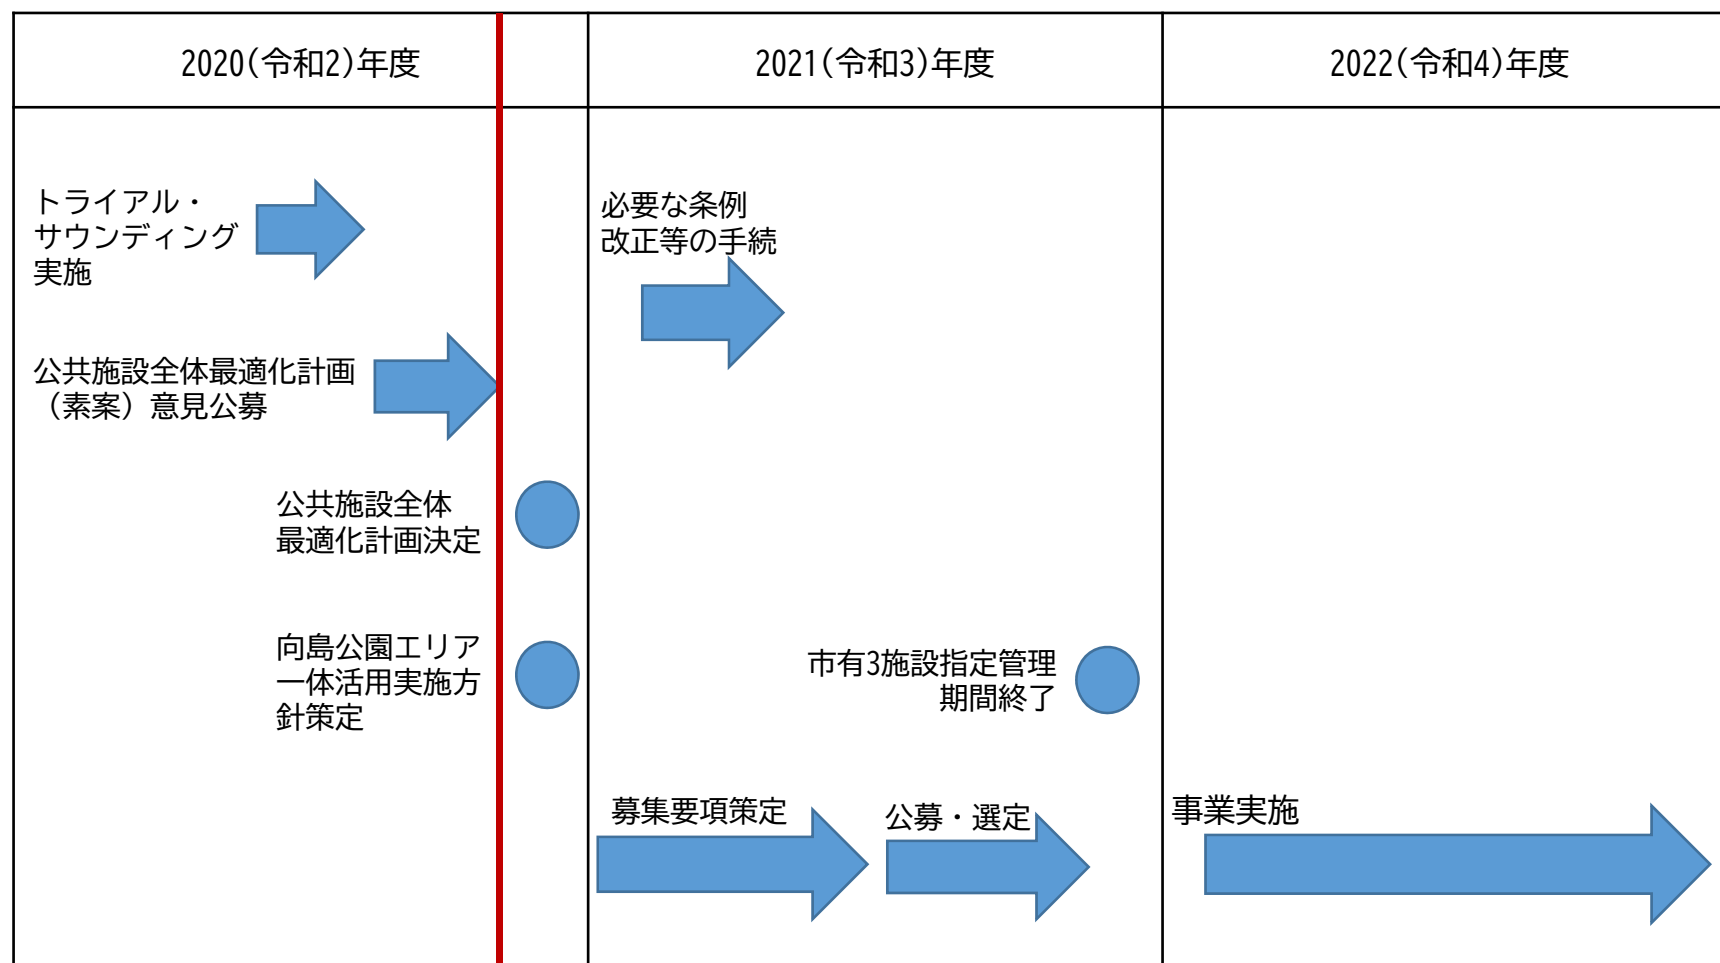 2020(令和2)年度
2021(令和3)年度
2022(令和4)年度
トライアル・
サウンディング
実施
公共施設全体最適化計画
（素案）意見公募
公共施設全体
最適化計画決定
向島公園エリア
一体活用実施方
針策定
必要な条例
改正等の手続
市有3施設指定管理
期間終了
募集要項策定
公募・選定
事業実施